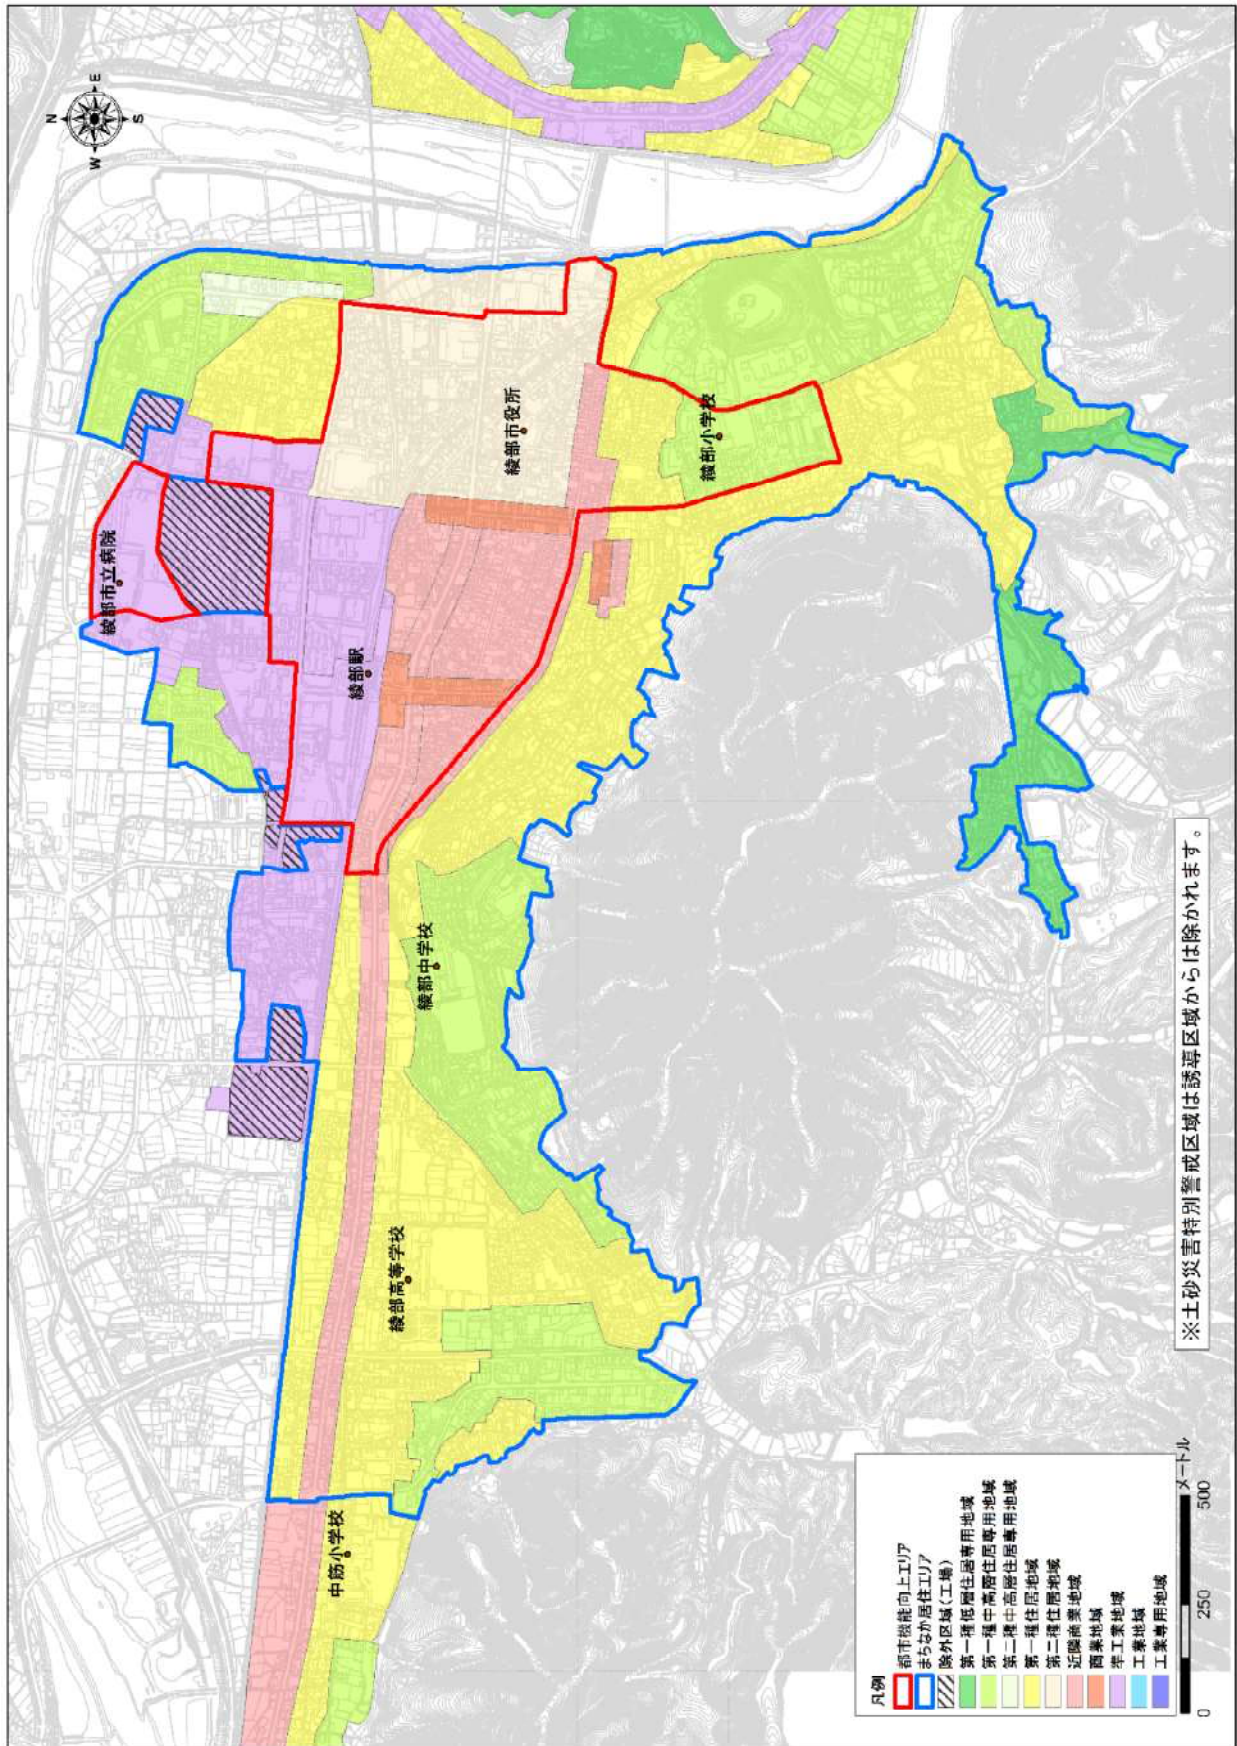 N
W
E
S
綾部市立病院
綾部駅
綾部市役所
綾部小学校
綾部中学校
綾部高等学校
中筋小学校
※土砂災害特別警戒区域は誘導区域からは除かれます。
凡例
都市機能向上エリア
まちなか居住エリア
除外区域(工場)
第一種低層住居専用地域
第一種中高層住居専用地域
第二種中高層住居専用地域
第一種住居地域
第二種住居地域
近隣商業地域
商業地域
準工業地域
工業地域
工業専用地域
0 250 500
メートル